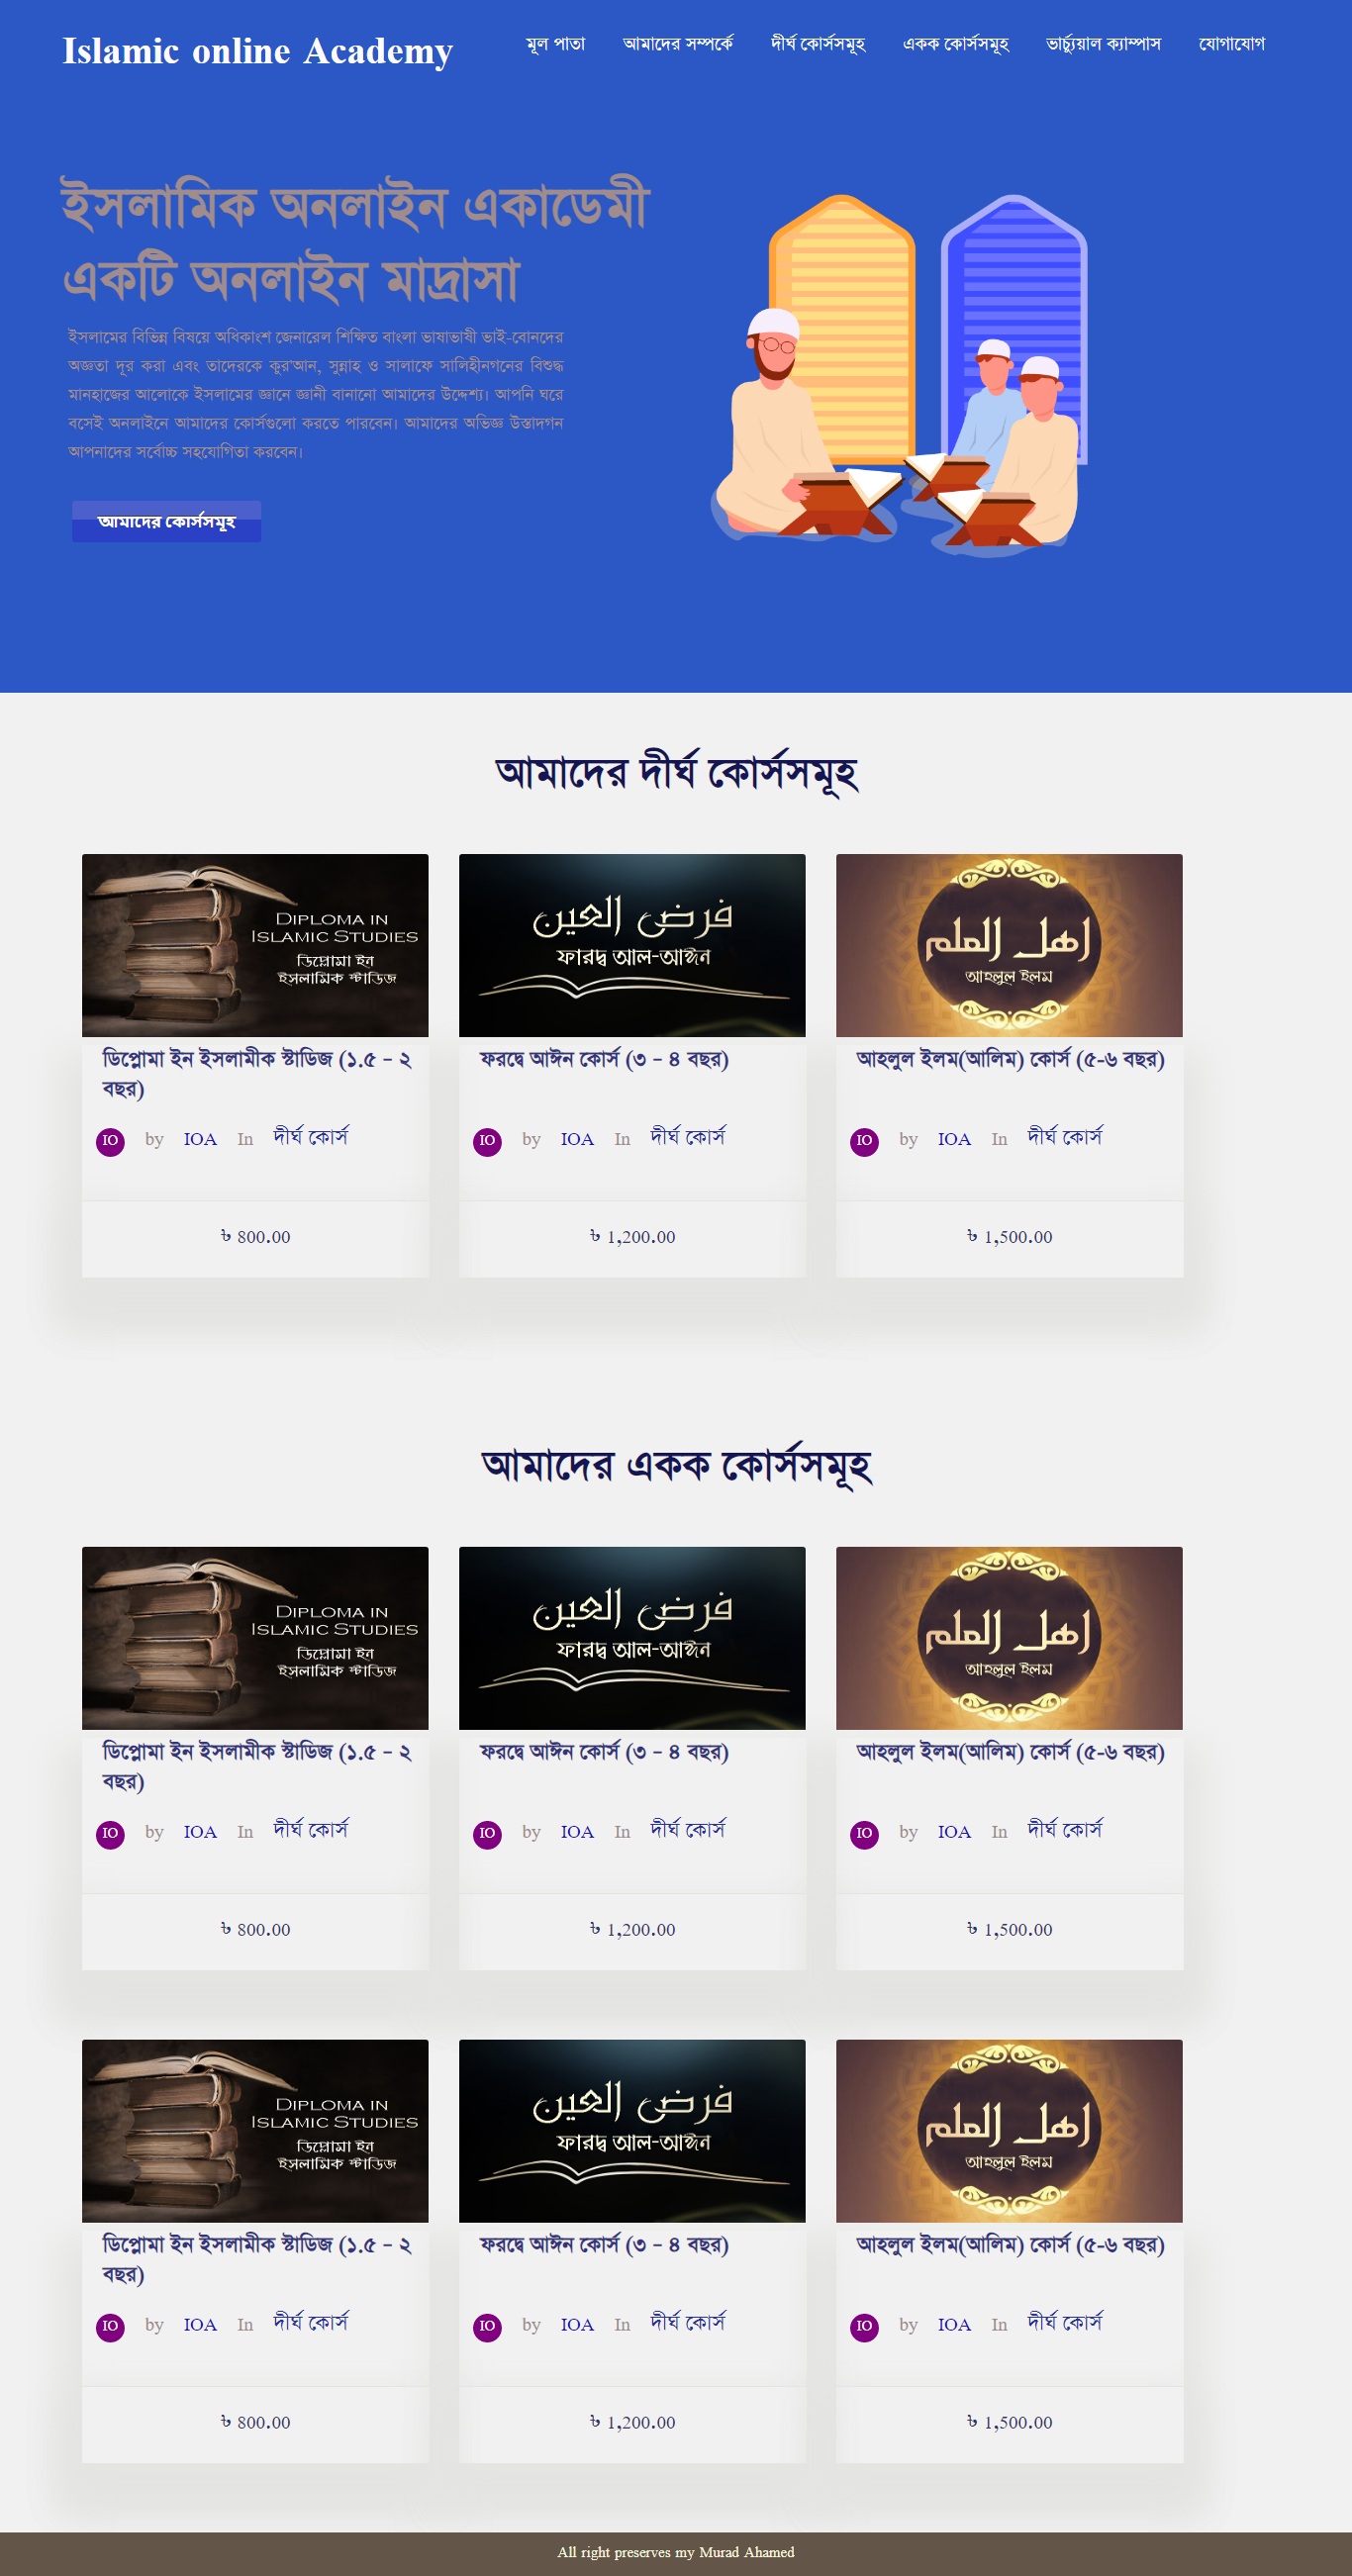 Islamic online Academy
মূল পাতা
আমাদের সম্পর্কে
দীর্ঘ কোর্সসমূহ
একক কোর্সসমূহ
ভার্চ্যুয়াল ক্যাম্পাস
যোগাযোগ
ইসলামিক অনলাইন একাডেমী
একটি অনলাইন মাদ্রাসা
ইসলামের বিভিন্ন বিষয়ে অধিকাংশ জেনারেল শিক্ষিত বাংলা ভাষাভাষী ভাই-বোনদের
অজ্ঞতা দূর করা এবং তাদেরকে কুর'আন, সুন্নাহ ও সালাফে সালিহীনগনের বিশুদ্ধ
মানহাজের আলোকে ইসলামের জ্ঞানে জ্ঞানী বানানো আমাদের উদ্দেশ্য। আপনি ঘরে
বসেই অনলাইনে আমাদের কোর্সগুলো করতে পারবেন। আমাদের অভিজ্ঞ উস্তাদগন
আপনাদের সর্বোচ্চ সহযোগিতা করবেন।
আমাদের কোর্সসমূহ
আমাদের দীর্ঘ কোর্সসমূহ
DIPLOMA IN
ISLAMIC STUDIES
ডিপ্লোমা ইন
ইসলামিক স্টাডিজ
ডিপ্লোমা ইন ইসলামীক স্টাডিজ (১.৫ – ২
বছর)
IO by IOA In দীর্ঘ কোর্স
৳ 800.00
فرض العين
ফারদ্ব আল-আঈন
ফরদ্বে আঈন কোর্স (৩ – ৪ বছর)
IO by IOA In দীর্ঘ কোর্স
৳ 1,200.00
اهل العلم
আহলুল ইলম
আহলুল ইলম(আলিম) কোর্স (৫-৬ বছর)
IO by IOA In দীর্ঘ কোর্স
৳ 1,500.00
আমাদের একক কোর্সসমূহ
DIPLOMA IN
ISLAMIC STUDIES
ডিপ্লোমা ইন
ইসলামিক স্টাডিজ
ডিপ্লোমা ইন ইসলামীক স্টাডিজ (১.৫ – ২
বছর)
IO by IOA In দীর্ঘ কোর্স
৳ 800.00
فرض العين
ফারদ্ব আল-আঈন
ফরদ্বে আঈন কোর্স (৩ – ৪ বছর)
IO by IOA In দীর্ঘ কোর্স
৳ 1,200.00
اهل العلم
আহলুল ইলম
আহলুল ইলম(আলিম) কোর্স (৫-৬ বছর)
IO by IOA In দীর্ঘ কোর্স
৳ 1,500.00
DIPLOMA IN
ISLAMIC STUDIES
ডিপ্লোমা ইন
ইসলামিক স্টাডিজ
ডিপ্লোমা ইন ইসলামীক স্টাডিজ (১.৫ – ২
বছর)
IO by IOA In দীর্ঘ কোর্স
৳ 800.00
فرض العين
ফারদ্ব আল-আঈন
ফরদ্বে আঈন কোর্স (৩ – ৪ বছর)
IO by IOA In দীর্ঘ কোর্স
৳ 1,200.00
اهل العلم
আহলুল ইলম
আহলুল ইলম(আলিম) কোর্স (৫-৬ বছর)
IO by IOA In দীর্ঘ কোর্স
৳ 1,500.00
All right preserves my Murad Ahamed